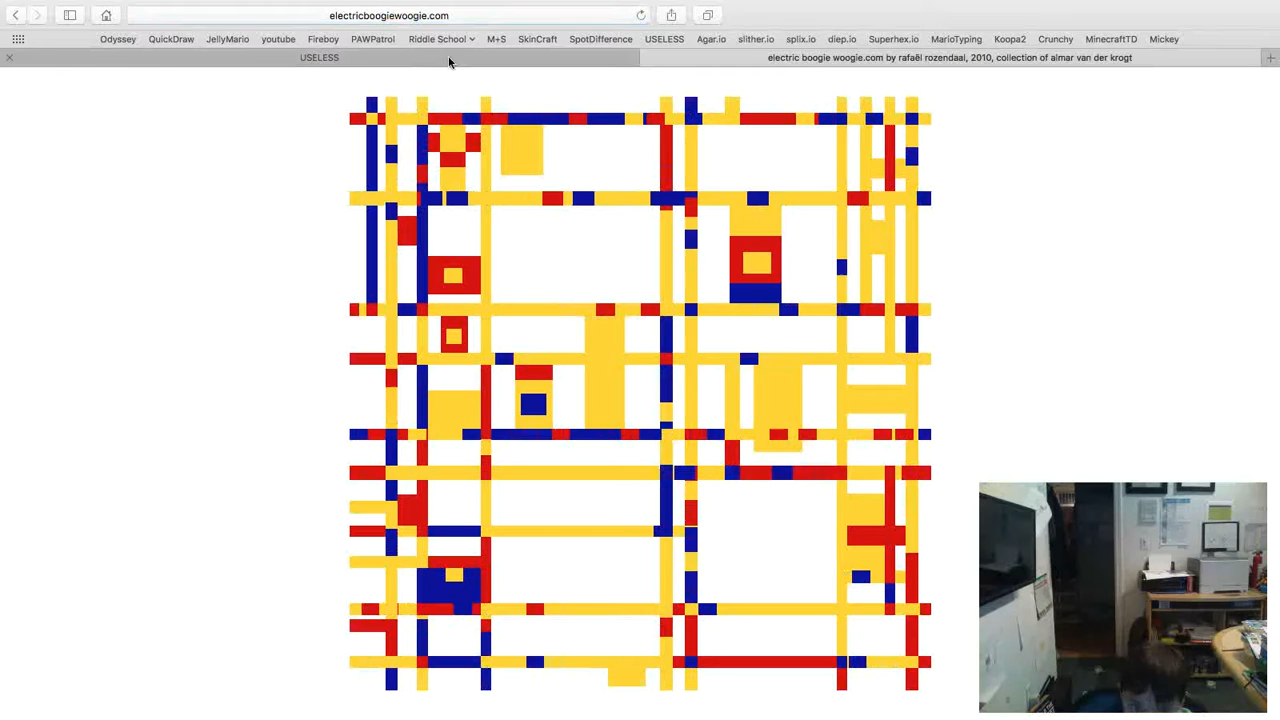 electricboogiewoogie.com
Odyssey QuickDraw JellyMario youtube Fireboy PAWPatrol Riddle School M+S SkinCraft SpotDifference USELESS Agar.io slither.io splix.io diep.io Superhex.io MarioTyping Koopa2 Crunchy MinecraftTD Mickey
USELESS electric boogie woogie.com by rafaël rozendaal, 2010, collection of almar van der krogt